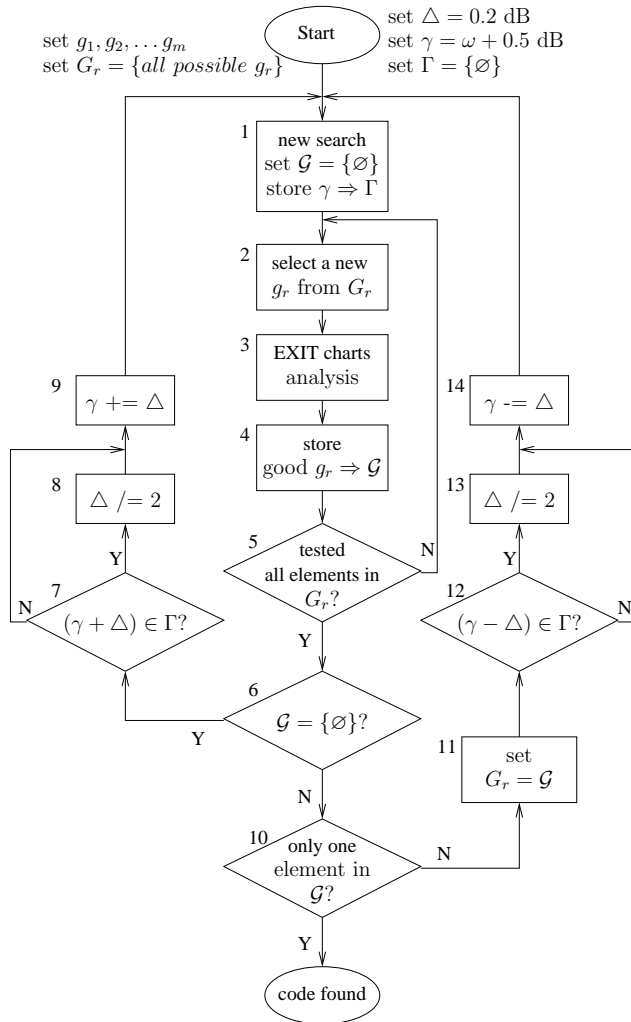 set g₁, g₂, … gₘ
set Gᵣ = {all possible gᵣ}
Start
set △ = 0.2 dB
set γ = ω + 0.5 dB
set Γ = {∅}
1
new search
set 𝒢 = {∅}
store γ ⇒ Γ
2
select a new
gᵣ from Gᵣ
3
EXIT charts
analysis
4
store
good gᵣ ⇒ 𝒢
5
tested
all elements in
Gᵣ?
N
Y
6
𝒢 = {∅}?
Y
N
7
(γ + △) ∈ Γ?
N
Y
8
△ /= 2
9
γ += △
10
only one
element in
𝒢?
N
Y
code found
11
set
Gᵣ = 𝒢
12
(γ − △) ∈ Γ?
N
Y
13
△ /= 2
14
γ -= △